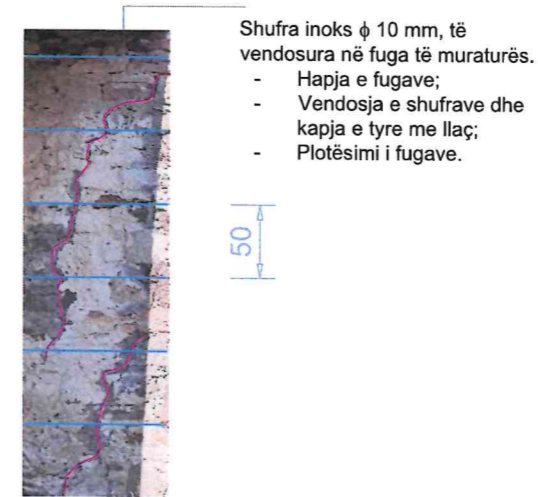 Shufra inoks ϕ 10 mm, të
vendosura në fuga të muraturës.
- Hapja e fugave;
- Vendosja e shufrave dhe
kapja e tyre me llaç;
- Plotësimi i fugave.
50